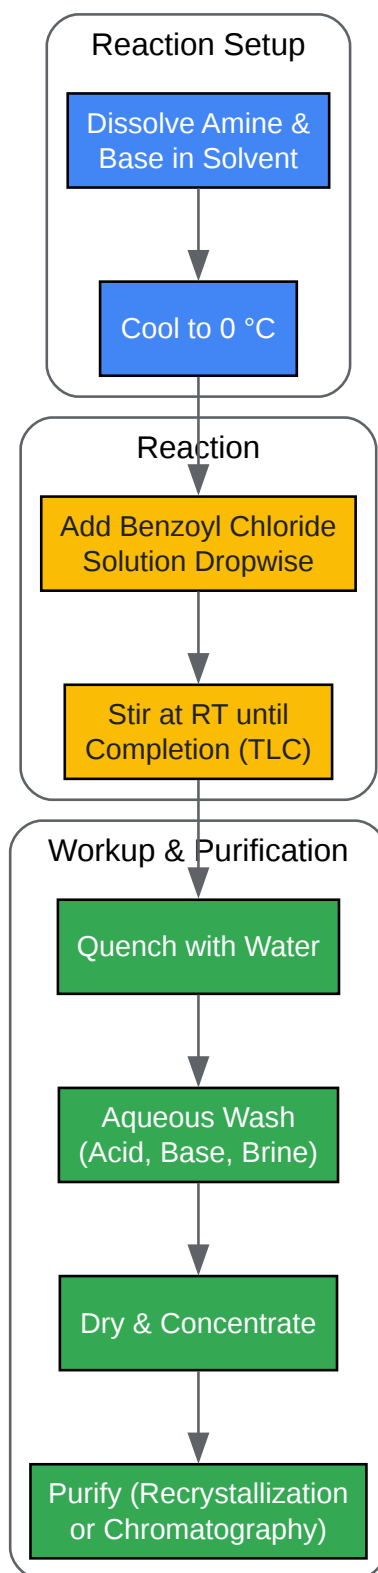 Reaction Setup
Dissolve Amine &
Base in Solvent
Cool to 0 °C
Reaction
Add Benzoyl Chloride
Solution Dropwise
Stir at RT until
Completion (TLC)
Workup & Purification
Quench with Water
Aqueous Wash
(Acid, Base, Brine)
Dry & Concentrate
Purify (Recrystallization
or Chromatography)